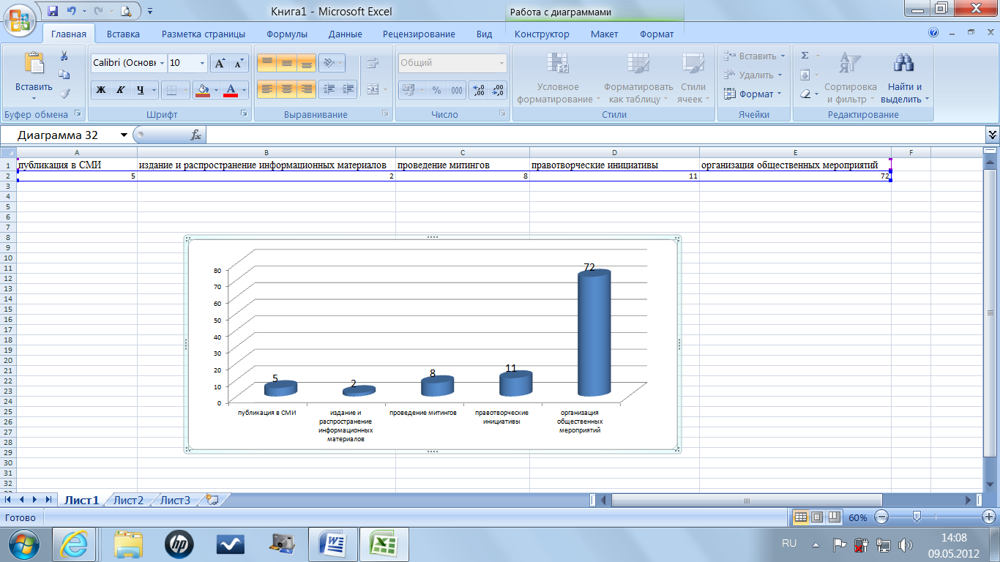 Книга1 - Microsoft Excel
Работа с диаграммами
Главная Вставка Разметка страницы Формулы Данные Рецензирование Вид Конструктор Макет Формат
Вставить
Буфер обмена
Calibri (Основн 10
Ж К Ч А
Шрифт
Выравнивание
Общий
% 000
Число
Условное форматирование
Форматировать как таблицу
Стили ячеек
Стили
Вставить
Удалить
Формат
Ячейки
Сортировка и фильтр
Найти и выделить
Редактирование
Диаграмма 32
fx
A B C D E F
1 публикация в СМИ издание и распространение информационных материалов проведение митингов правотворческие инициативы организация общественных мероприятий
2 5 2 8 11 72
3
4
5
6
7
8
9
10
11
12
13
14
15
16
17
18
19
20
21
22
23
24
25
26
27
28
29
30
31
32
80
70
60
50
40
30
20
10
0
5 2 8 11 72
публикация в СМИ
издание и
распространение
информационных
материалов
проведение митингов
правотворческие
инициативы
организация
общественных
мероприятий
Лист1 Лист2 Лист3
Готово
60%
hp
RU
14:08
09.05.2012